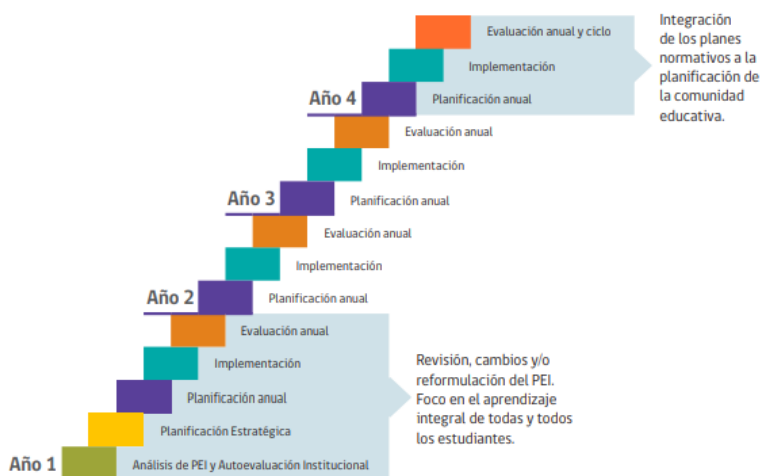 Evaluación anual y ciclo
Implementación
Año 4
Planificación anual
Integración
de los planes
normativos a la
planificación de
la comunidad
educativa.
Evaluación anual
Implementación
Año 3
Planificación anual
Evaluación anual
Implementación
Año 2
Planificación anual
Evaluación anual
Implementación
Planificación anual
Planificación Estratégica
Año 1
Análisis de PEI y Autoevaluación Institucional
Revisión, cambios y/o
reformulación del PEI.
Foco en el aprendizaje
integral de todas y todos
los estudiantes.